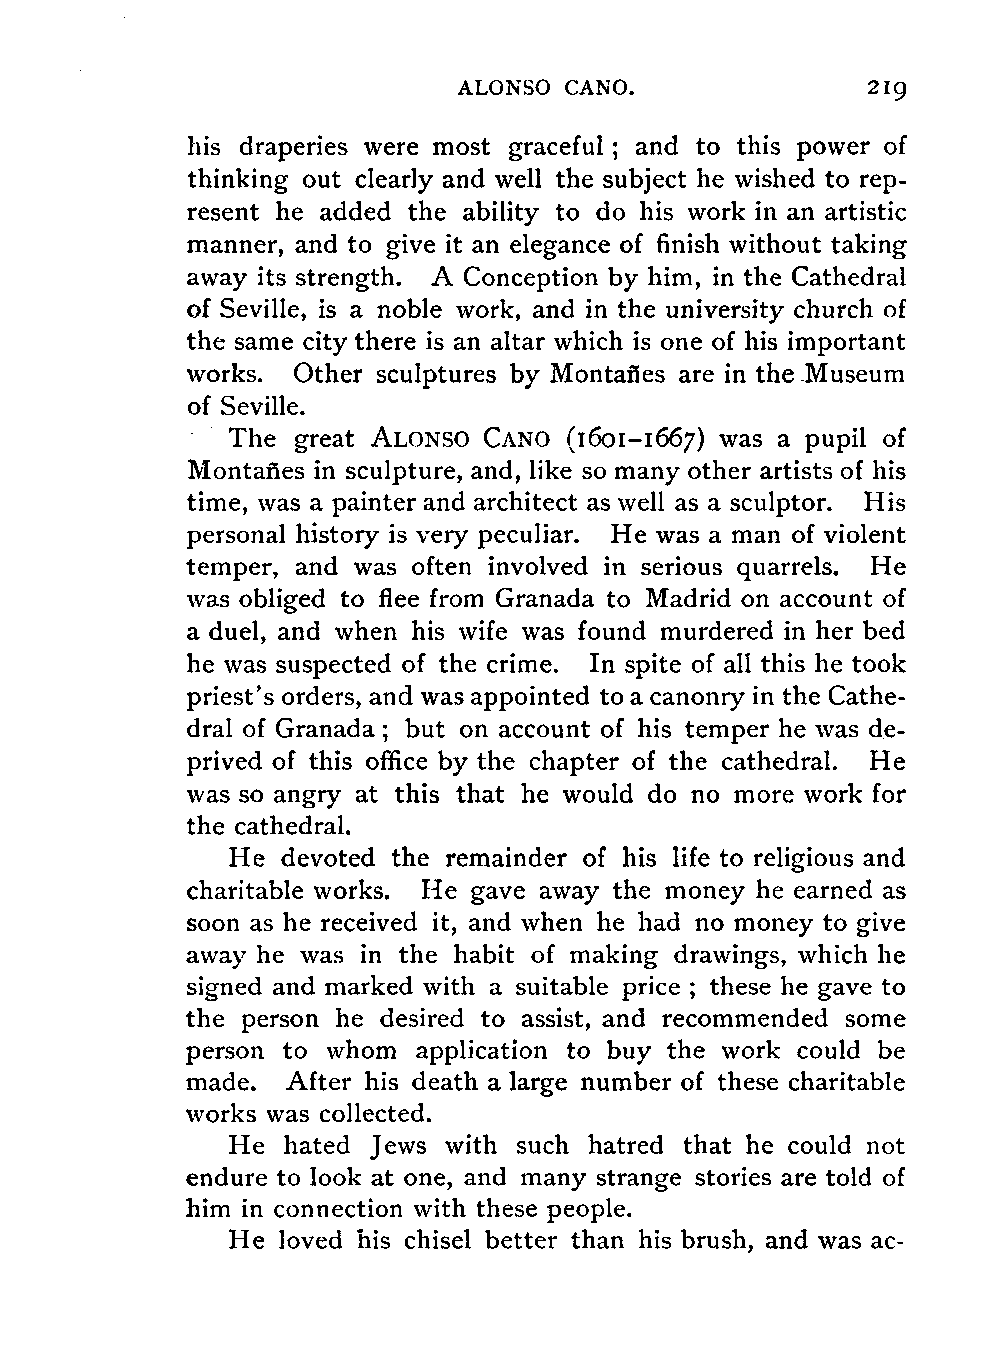 ALONSO CANO. 219
his draperies were most graceful ; and to this power of
thinking out clearly and well the subject he wished to rep-
resent he added the ability to do his work in an artistic
manner, and to give it an elegance of finish without taking
away its strength. A Conception by him, in the Cathedral
of Seville, is a noble work, and in the university church of
the same city there is an altar which is one of his important
works. Other sculptures by Montañes are in the Museum
of Seville.
The great ALONSO CANO (1601–1667) was a pupil of
Montañes in sculpture, and, like so many other artists of his
time, was a painter and architect as well as a sculptor. His
personal history is very peculiar. He was a man of violent
temper, and was often involved in serious quarrels. He
was obliged to flee from Granada to Madrid on account of
a duel, and when his wife was found murdered in her bed
he was suspected of the crime. In spite of all this he took
priest's orders, and was appointed to a canonry in the Cathe-
dral of Granada ; but on account of his temper he was de-
prived of this office by the chapter of the cathedral. He
was so angry at this that he would do no more work for
the cathedral.
He devoted the remainder of his life to religious and
charitable works. He gave away the money he earned as
soon as he received it, and when he had no money to give
away he was in the habit of making drawings, which he
signed and marked with a suitable price ; these he gave to
the person he desired to assist, and recommended some
person to whom application to buy the work could be
made. After his death a large number of these charitable
works was collected.
He hated Jews with such hatred that he could not
endure to look at one, and many strange stories are told of
him in connection with these people.
He loved his chisel better than his brush, and was ac-